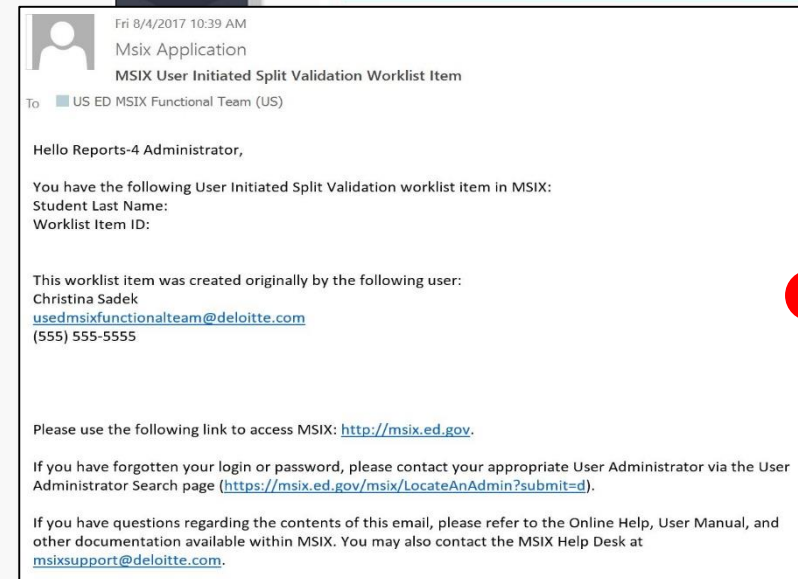 Fri 8/4/2017 10:39 AM
Msix Application
MSIX User Initiated Split Validation Worklist Item
To US ED MSIX Functional Team (US)
Hello Reports-4 Administrator,
You have the following User Initiated Split Validation worklist item in MSIX:
Student Last Name:
Worklist Item ID:
This worklist item was created originally by the following user:
Christina Sadek
usedmsixfunctionalteam@deloitte.com
(555) 555-5555
Please use the following link to access MSIX: http://msix.ed.gov.
If you have forgotten your login or password, please contact your appropriate User Administrator via the User
Administrator Search page (https://msix.ed.gov/msix/LocateAnAdmin?submit=d).
If you have questions regarding the contents of this email, please refer to the Online Help, User Manual, and
other documentation available within MSIX. You may also contact the MSIX Help Desk at
msixsupport@deloitte.com.